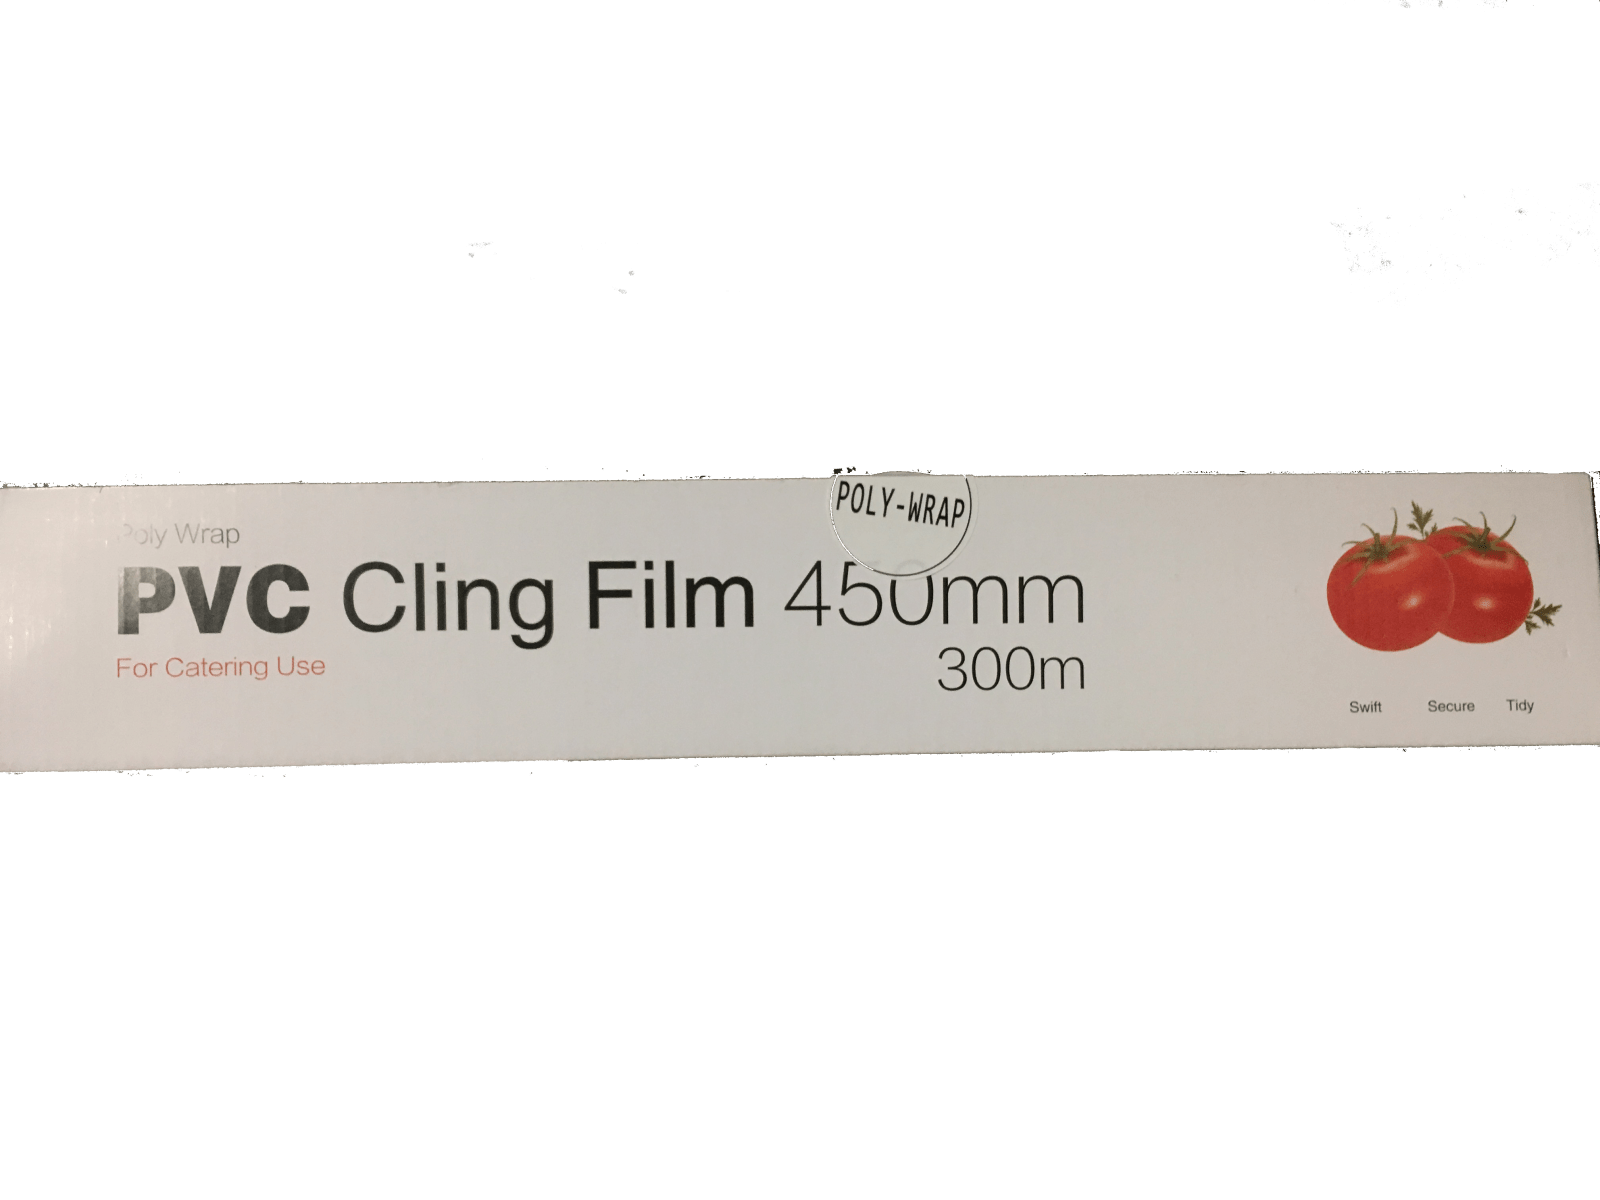 POLY-WRAP
Poly Wrap
PVC Cling Film 450mm
300m
For Catering Use
Swift Secure Tidy